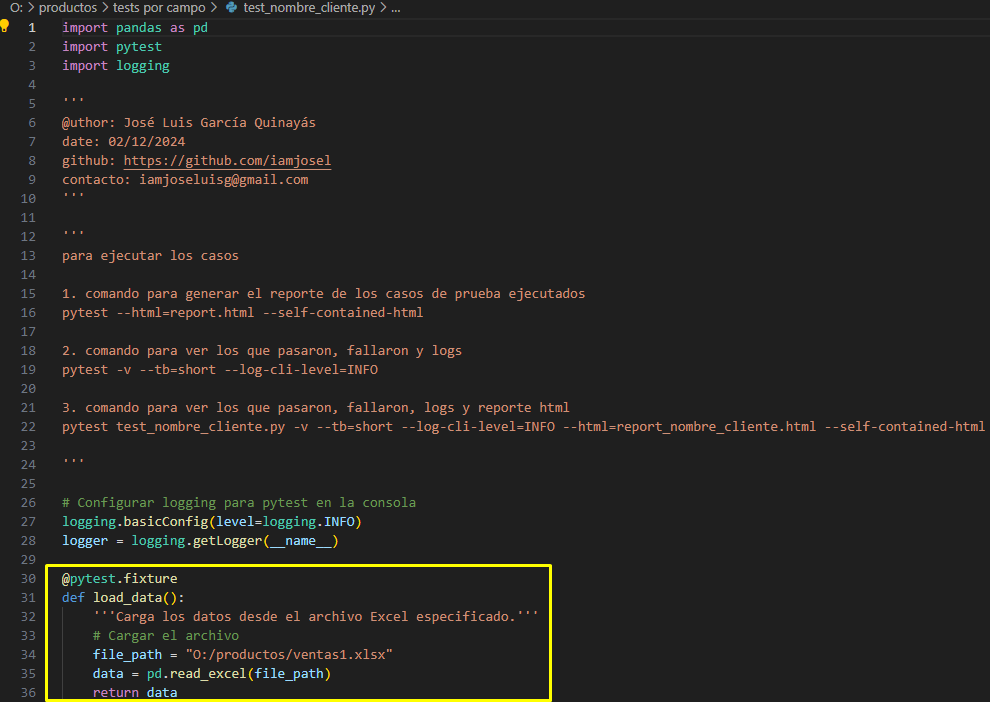 O: > productos > tests por campo > test_nombre_cliente.py > ...
1 import pandas as pd
2 import pytest
3 import logging
4
5 '''
6 @uthor: José Luis García Quinayás
7 date: 02/12/2024
8 github: https://github.com/iamjosel
9 contacto: iamjoseluisg@gmail.com
10 '''
11
12 '''
13 para ejecutar los casos
14
15 1. comando para generar el reporte de los casos de prueba ejecutados
16 pytest --html=report.html --self-contained-html
17
18 2. comando para ver los que pasaron, fallaron y logs
19 pytest -v --tb=short --log-cli-level=INFO
20
21 3. comando para ver los que pasaron, fallaron, logs y reporte html
22 pytest test_nombre_cliente.py -v --tb=short --log-cli-level=INFO --html=report_nombre_cliente.html --self-contained-html
23
24 '''
25
26 # Configurar logging para pytest en la consola
27 logging.basicConfig(level=logging.INFO)
28 logger = logging.getLogger(__name__)
29
30 @pytest.fixture
31 def load_data():
32     '''Carga los datos desde el archivo Excel especificado.'''
33     # Cargar el archivo
34     file_path = "O:/productos/ventas1.xlsx"
35     data = pd.read_excel(file_path)
36     return data